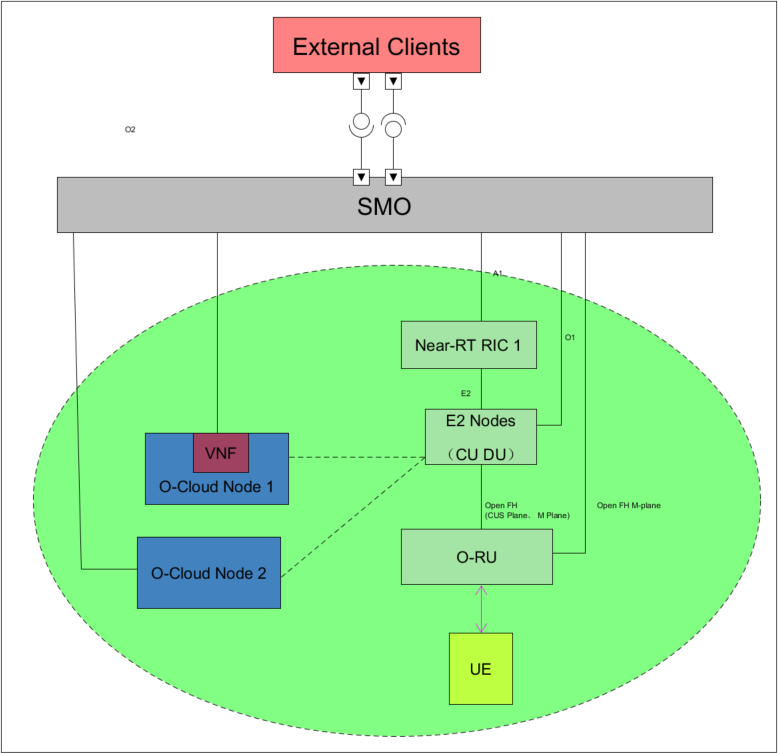 External Clients
O2
SMO
A1
Near-RT RIC 1
O1
E2
E2 Nodes
（CU DU）
VNF
O-Cloud Node 1
Open FH
(CUS Plane、 M Plane)
Open FH M-plane
O-RU
O-Cloud Node 2
UE